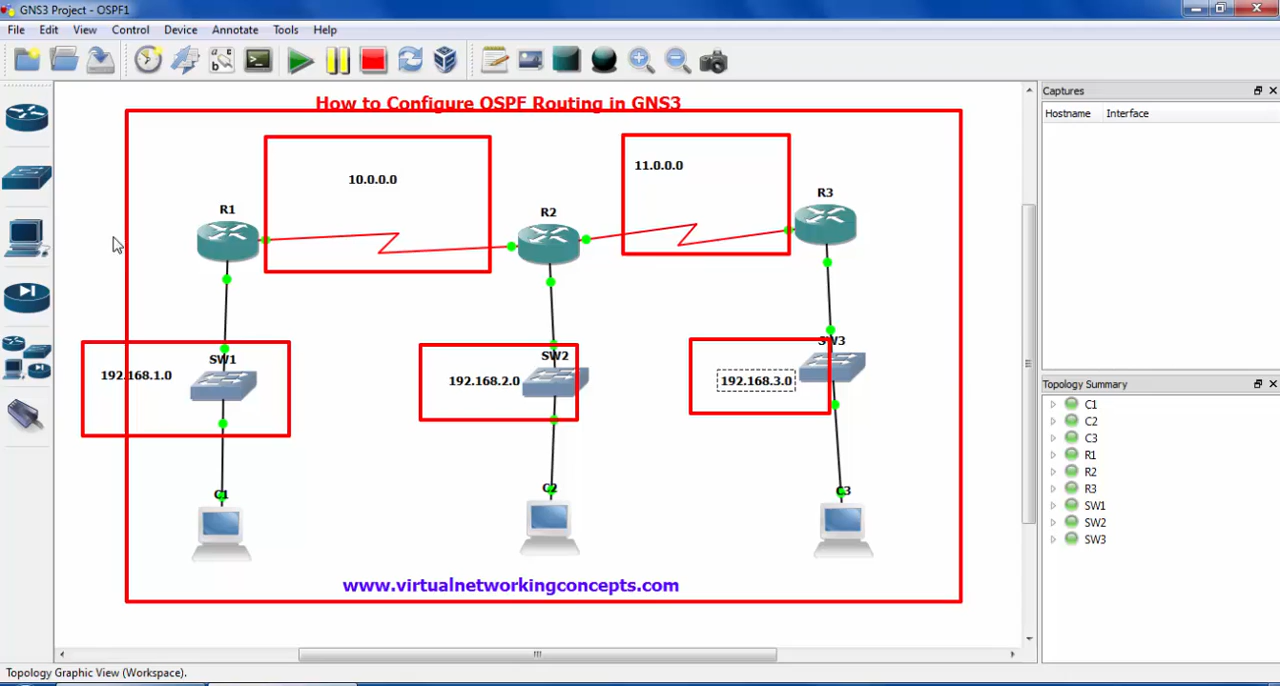 GNS3 Project - OSPF1
File Edit View Control Device Annotate Tools Help
How to Configure OSPF Routing in GNS3
10.0.0.0
11.0.0.0
R1
R2
R3
SW1
SW2
SW3
192.168.1.0
192.168.2.0
192.168.3.0
C1
C2
C3
www.virtualnetworkingconcepts.com
Captures
Hostname Interface
Topology Summary
C1
C2
C3
R1
R2
R3
SW1
SW2
SW3
Topology Graphic View (Workspace).